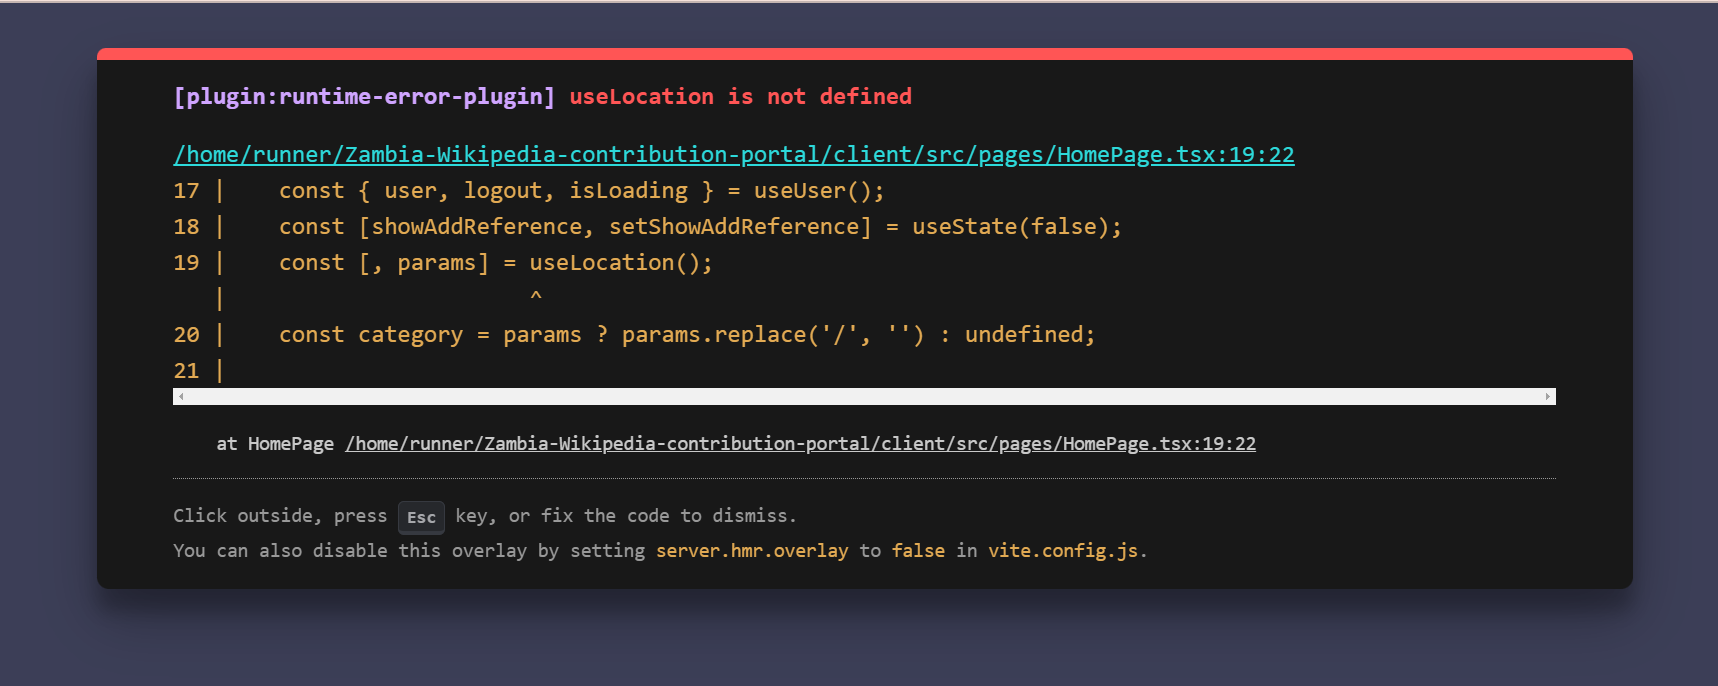 [plugin:runtime-error-plugin] useLocation is not defined
/home/runner/Zambia-Wikipedia-contribution-portal/client/src/pages/HomePage.tsx:19:22
17 |    const { user, logout, isLoading } = useUser();
18 |    const [showAddReference, setShowAddReference] = useState(false);
19 |    const [, params] = useLocation();
   |                       ^
20 |    const category = params ? params.replace('/', '') : undefined;
21 |
at HomePage /home/runner/Zambia-Wikipedia-contribution-portal/client/src/pages/HomePage.tsx:19:22
Click outside, press Esc key, or fix the code to dismiss.
You can also disable this overlay by setting server.hmr.overlay to false in vite.config.js.